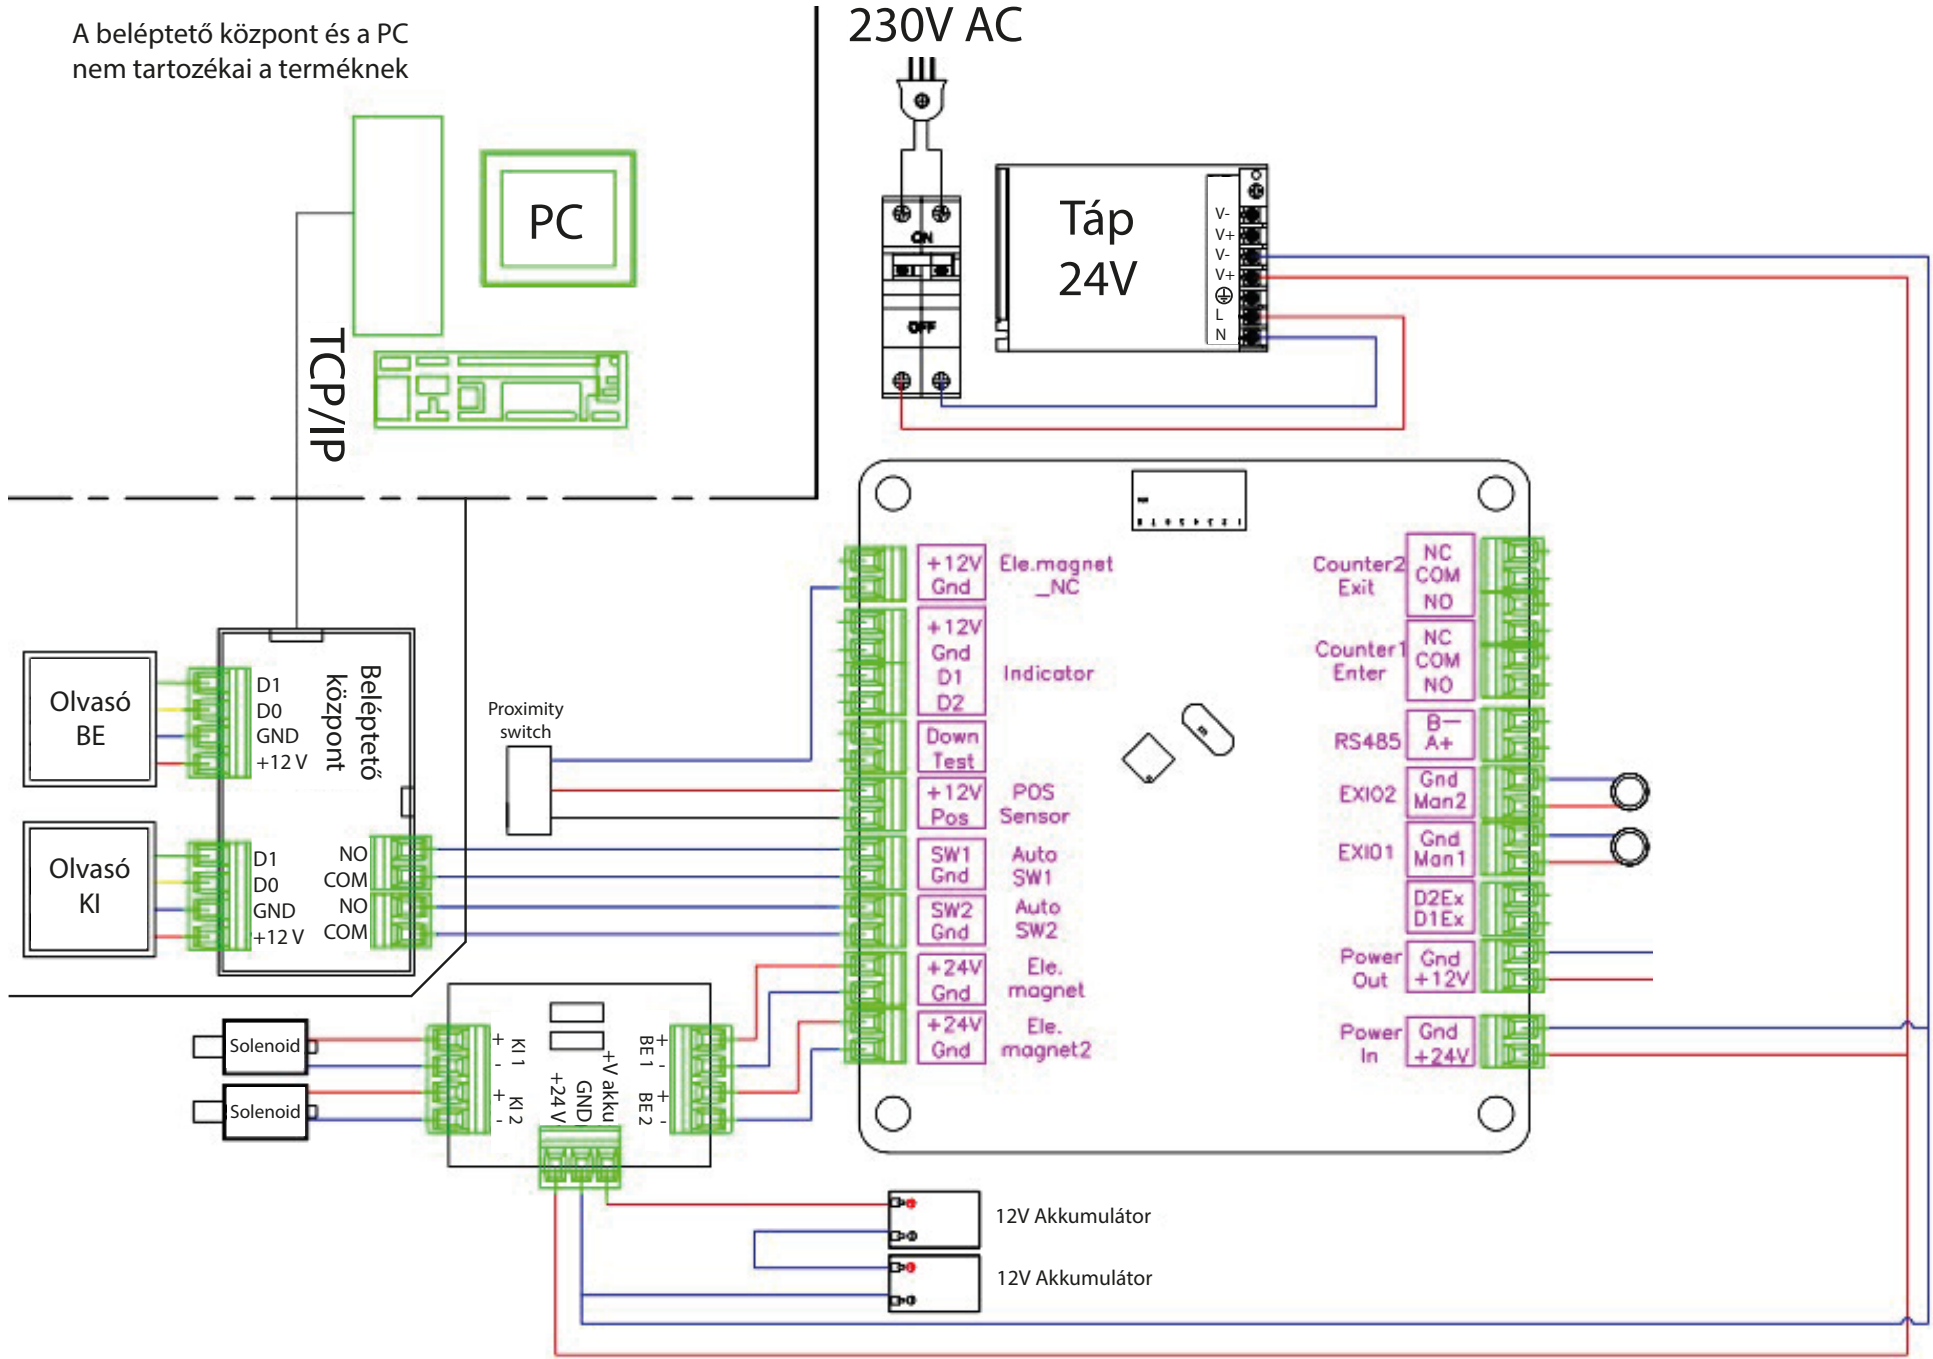 A beléptető központ és a PC
nem tartozékai a terméknek
230V AC
PC
TCP/IP
ON
OFF
Táp
24V
V-
V+
V-
V+
L
N
Olvasó
BE
D1
D0
GND
+12 V
Beléptető
központ
Olvasó
KI
D1
D0
GND
+12 V
NO
COM
NO
COM
Proximity
switch
+12V
Gnd
Ele.magnet
_NC
+12V
Gnd
D1
D2
Indicator
Down
Test
+12V
Pos
POS
Sensor
SW1
Gnd
Auto
SW1
SW2
Gnd
Auto
SW2
+24V
Gnd
Ele.
magnet
+24V
Gnd
Ele.
magnet2
Counter2
Exit
NC
COM
NO
Counter1
Enter
NC
COM
NO
RS485
B-
A+
EXIO2
Gnd
Man2
EXIO1
Gnd
Man1
D2Ex
D1Ex
Power
Out
Gnd
+12V
Power
In
Gnd
+24V
Solenoid
Solenoid
+
-
KI 1
+
-
KI 2
+24 V
GND
+V akku
BE 1
+
-
BE 2
+
-
12V Akkumulátor
12V Akkumulátor